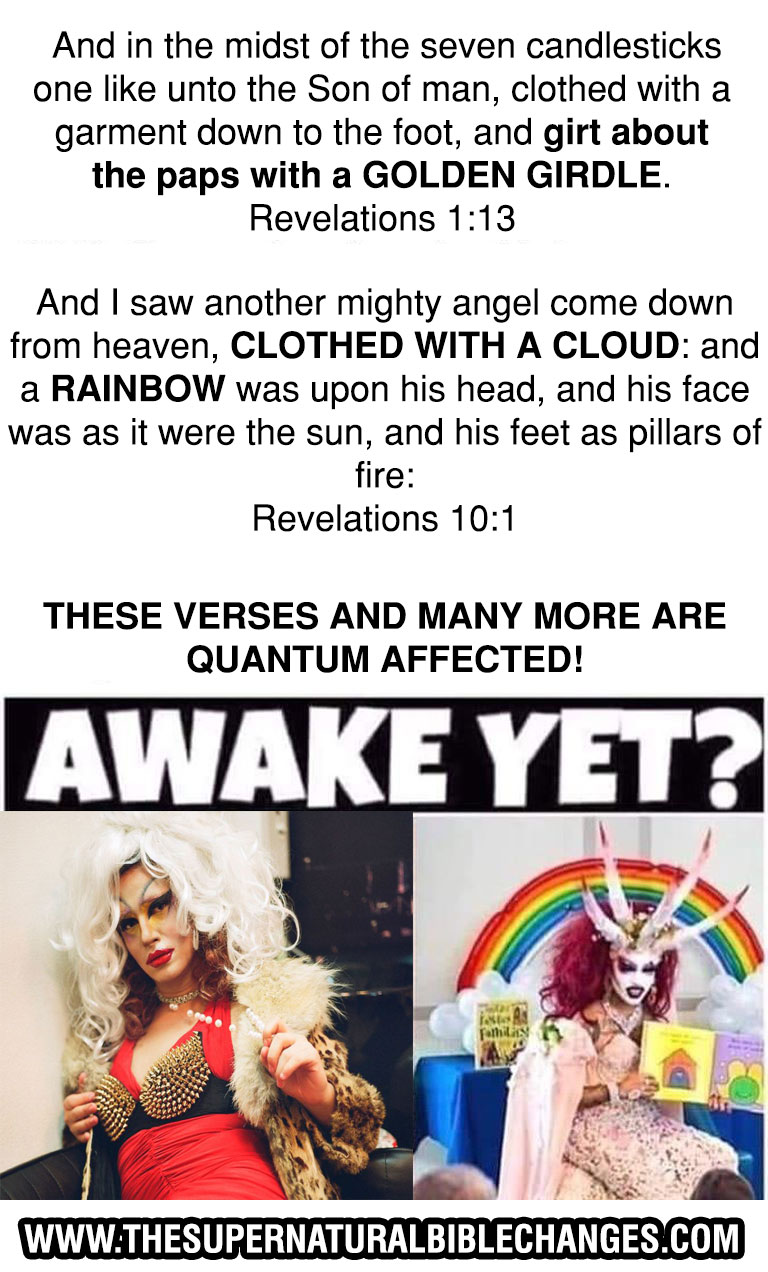 And in the midst of the seven candlesticks
one like unto the Son of man, clothed with a
garment down to the foot, and girt about
the paps with a GOLDEN GIRDLE.
Revelations 1:13
And I saw another mighty angel come down
from heaven, CLOTHED WITH A CLOUD: and
a RAINBOW was upon his head, and his face
was as it were the sun, and his feet as pillars of
fire:
Revelations 10:1
THESE VERSES AND MANY MORE ARE
QUANTUM AFFECTED!
AWAKE YET?
Families
WWW.THESUPERNATURALBIBLECHANGES.COM